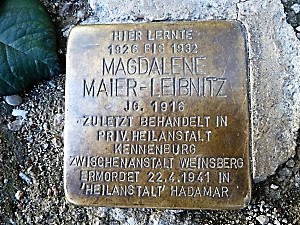 HIER LERNTE
1926 BIS 1932
MAGDALENE
MAIER-LEIBNITZ
JG. 1916
ZULETZT BEHANDELT IN
PRIV. HEILANSTALT
KENNENBURG
ZWISCHENANSTALT WEINSBERG
ERMORDET 22.4.1941 IN
'HEILANSTALT' HADAMAR